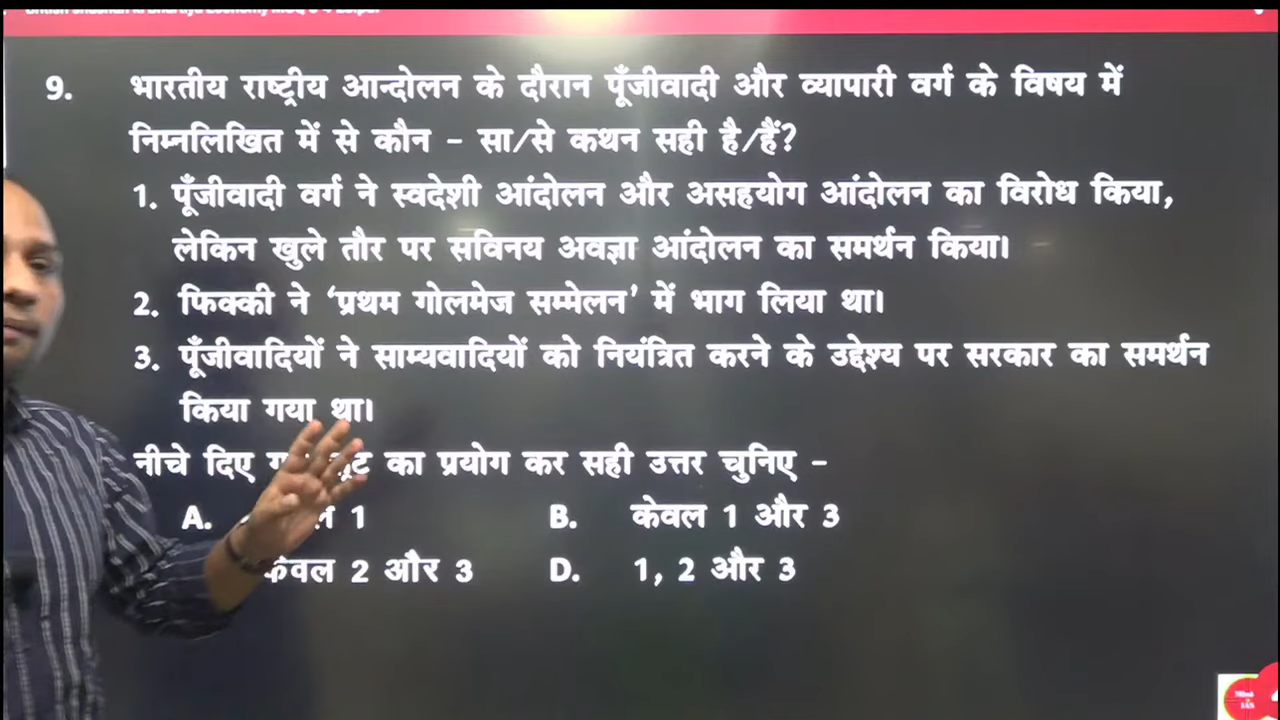 9. भारतीय राष्ट्रीय आन्दोलन के दौरान पूँजीवादी और व्यापारी वर्ग के विषय में
निम्नलिखित में से कौन - सा/से कथन सही है/हैं?
1. पूँजीवादी वर्ग ने स्वदेशी आंदोलन और असहयोग आंदोलन का विरोध किया,
लेकिन खुले तौर पर सविनय अवज्ञा आंदोलन का समर्थन किया।
2. फिक्की ने ‘प्रथम गोलमेज सम्मेलन’ में भाग लिया था।
3. पूँजीवादियों ने साम्यवादियों को नियंत्रित करने के उद्देश्य पर सरकार का समर्थन
किया गया था।
नीचे दिए का प्रयोग कर सही उत्तर चुनिए -
A. 1 B. केवल 1 और 3
केवल 2 और 3 D. 1, 2 और 3